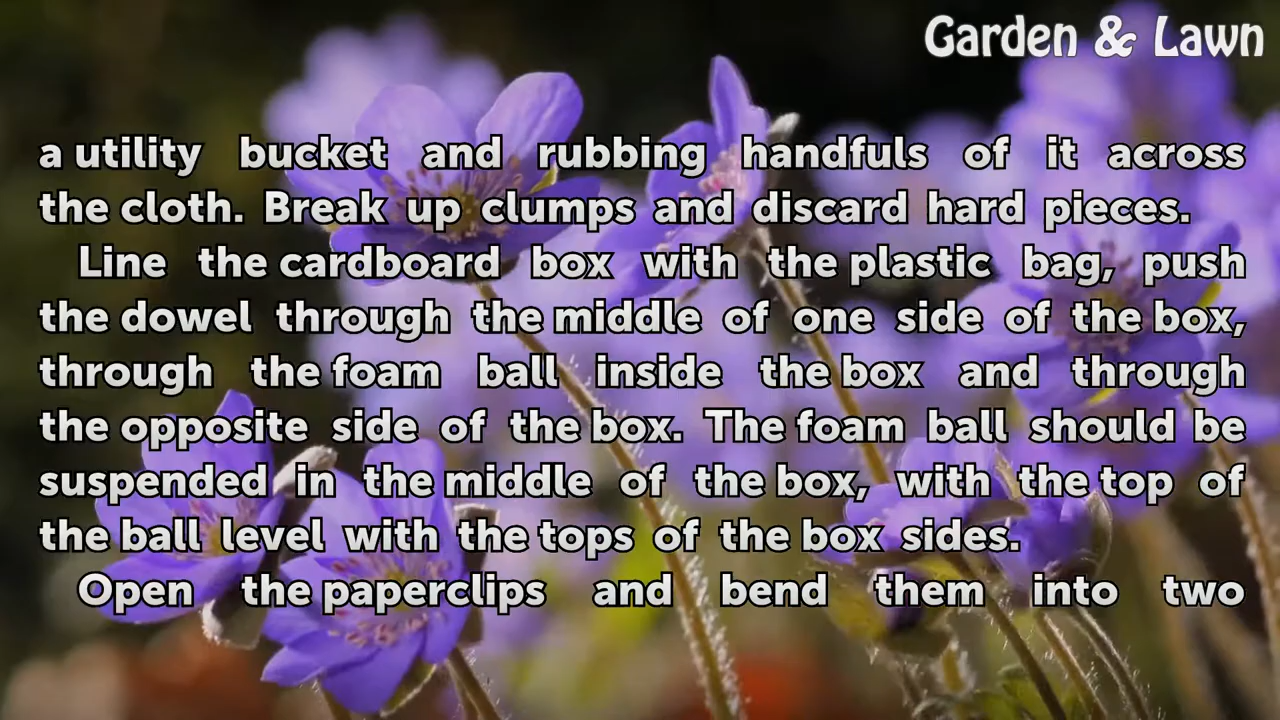 Garden & Lawn
a utility bucket and rubbing handfuls of it across
the cloth. Break up clumps and discard hard pieces.
Line the cardboard box with the plastic bag, push
the dowel through the middle of one side of the box,
through the foam ball inside the box and through
the opposite side of the box. The foam ball should be
suspended in the middle of the box, with the top of
the ball level with the tops of the box sides.
Open the paperclips and bend them into two